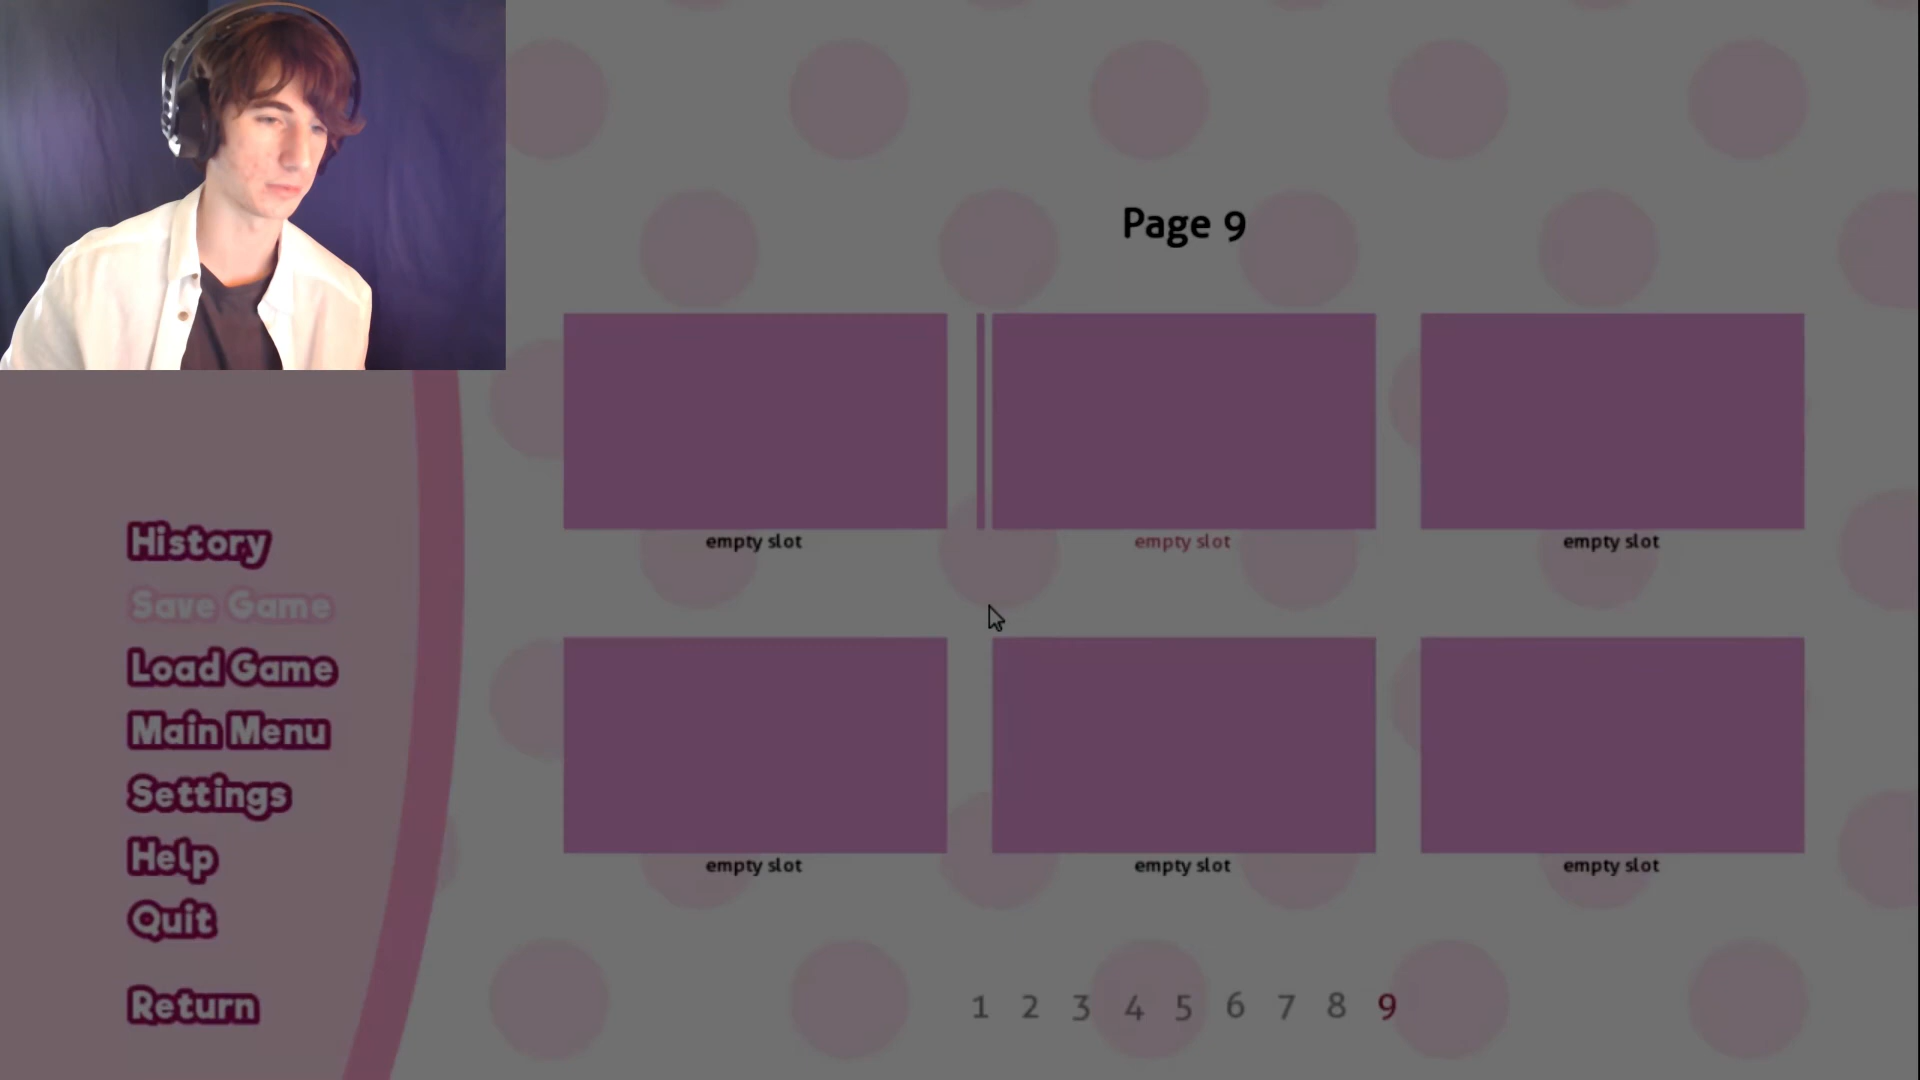 Page 9
empty slot
empty slot
empty slot
History
Save Game
Load Game
Main Menu
Settings
Help
Quit
Return
empty slot
empty slot
empty slot
1 2 3 4 5 6 7 8 9